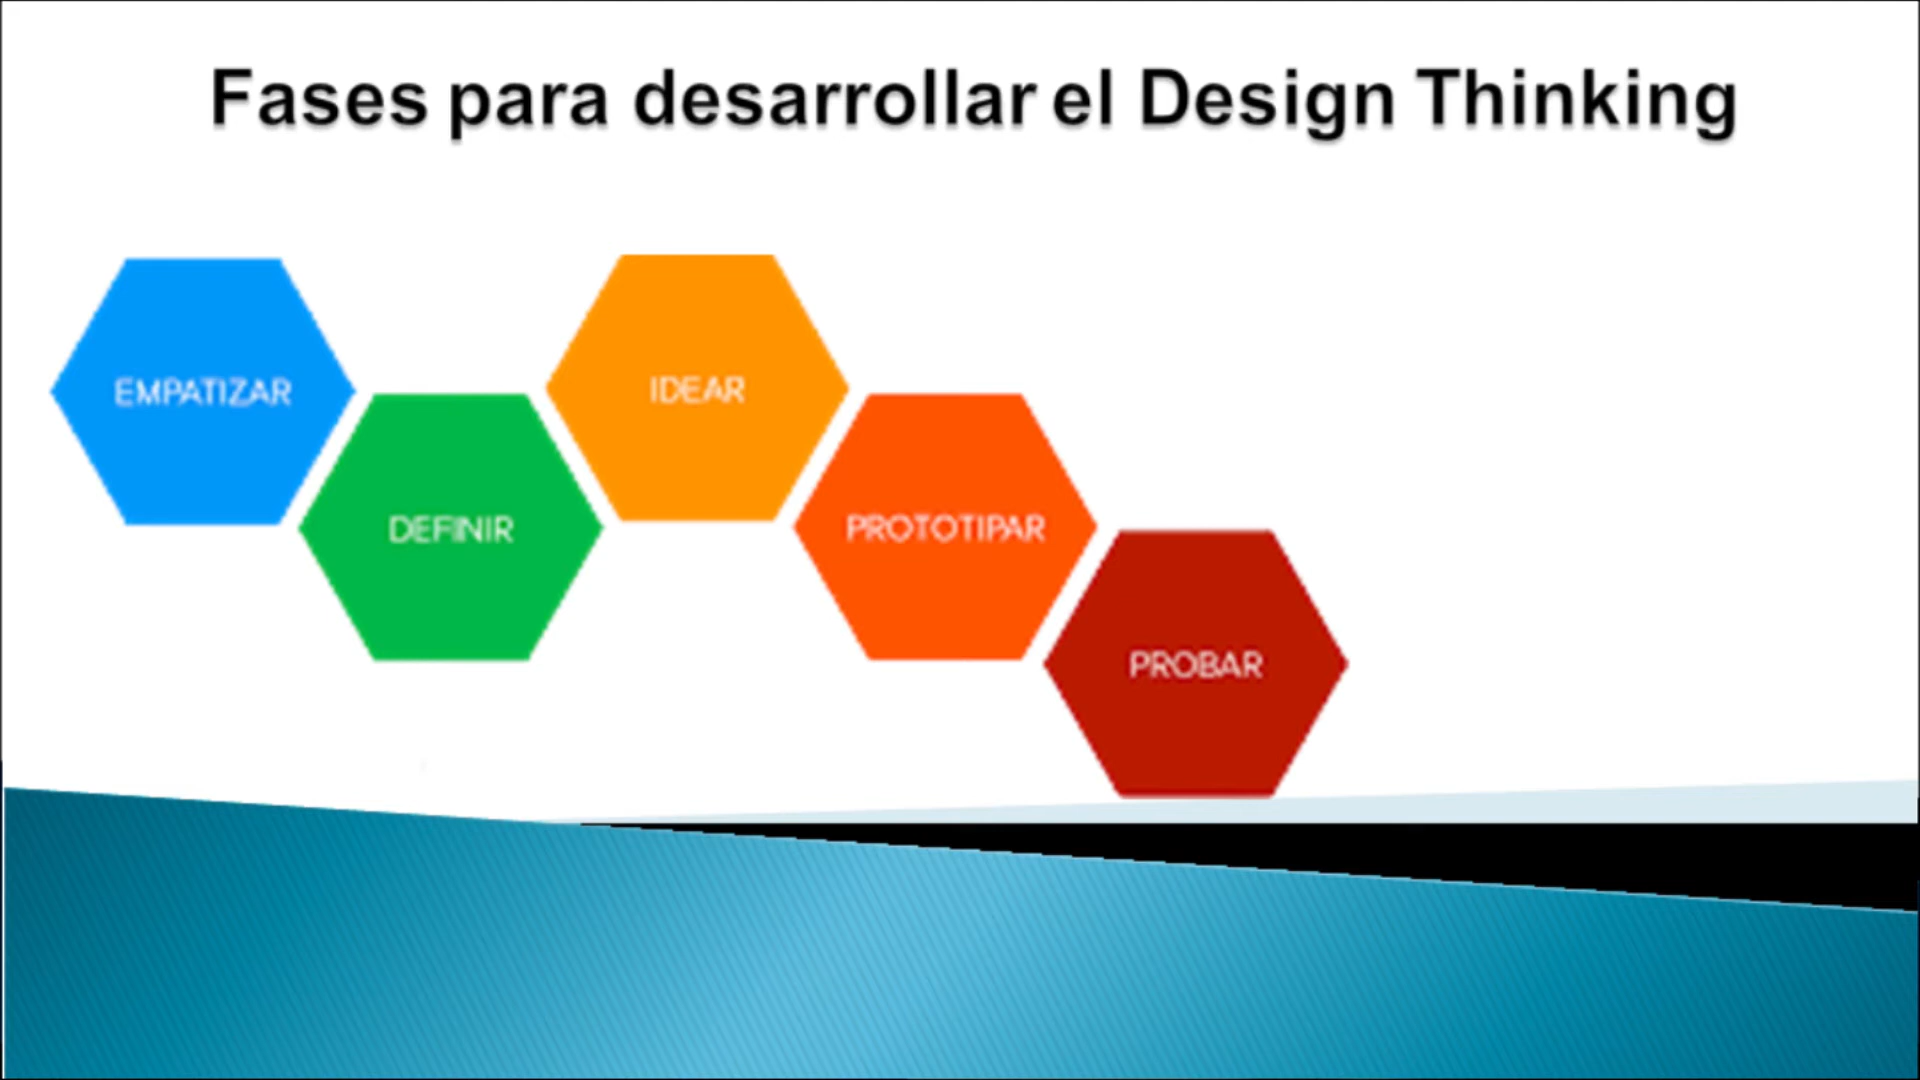 Fases para desarrollar el Design Thinking
EMPATIZAR
DEFINIR
IDEAR
PROTOTIPAR
PROBAR